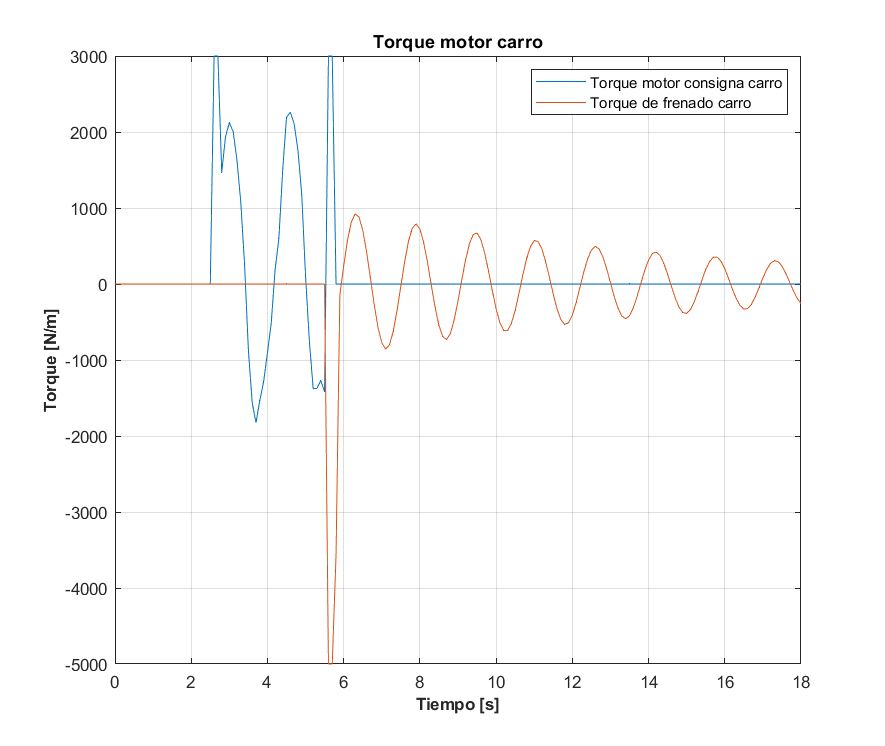 Torque motor carro
Torque motor consigna carro
Torque de frenado carro
3000
2000
1000
0
-1000
-2000
-3000
-4000
-5000
Torque [N/m]
0 2 4 6 8 10 12 14 16 18
Tiempo [s]